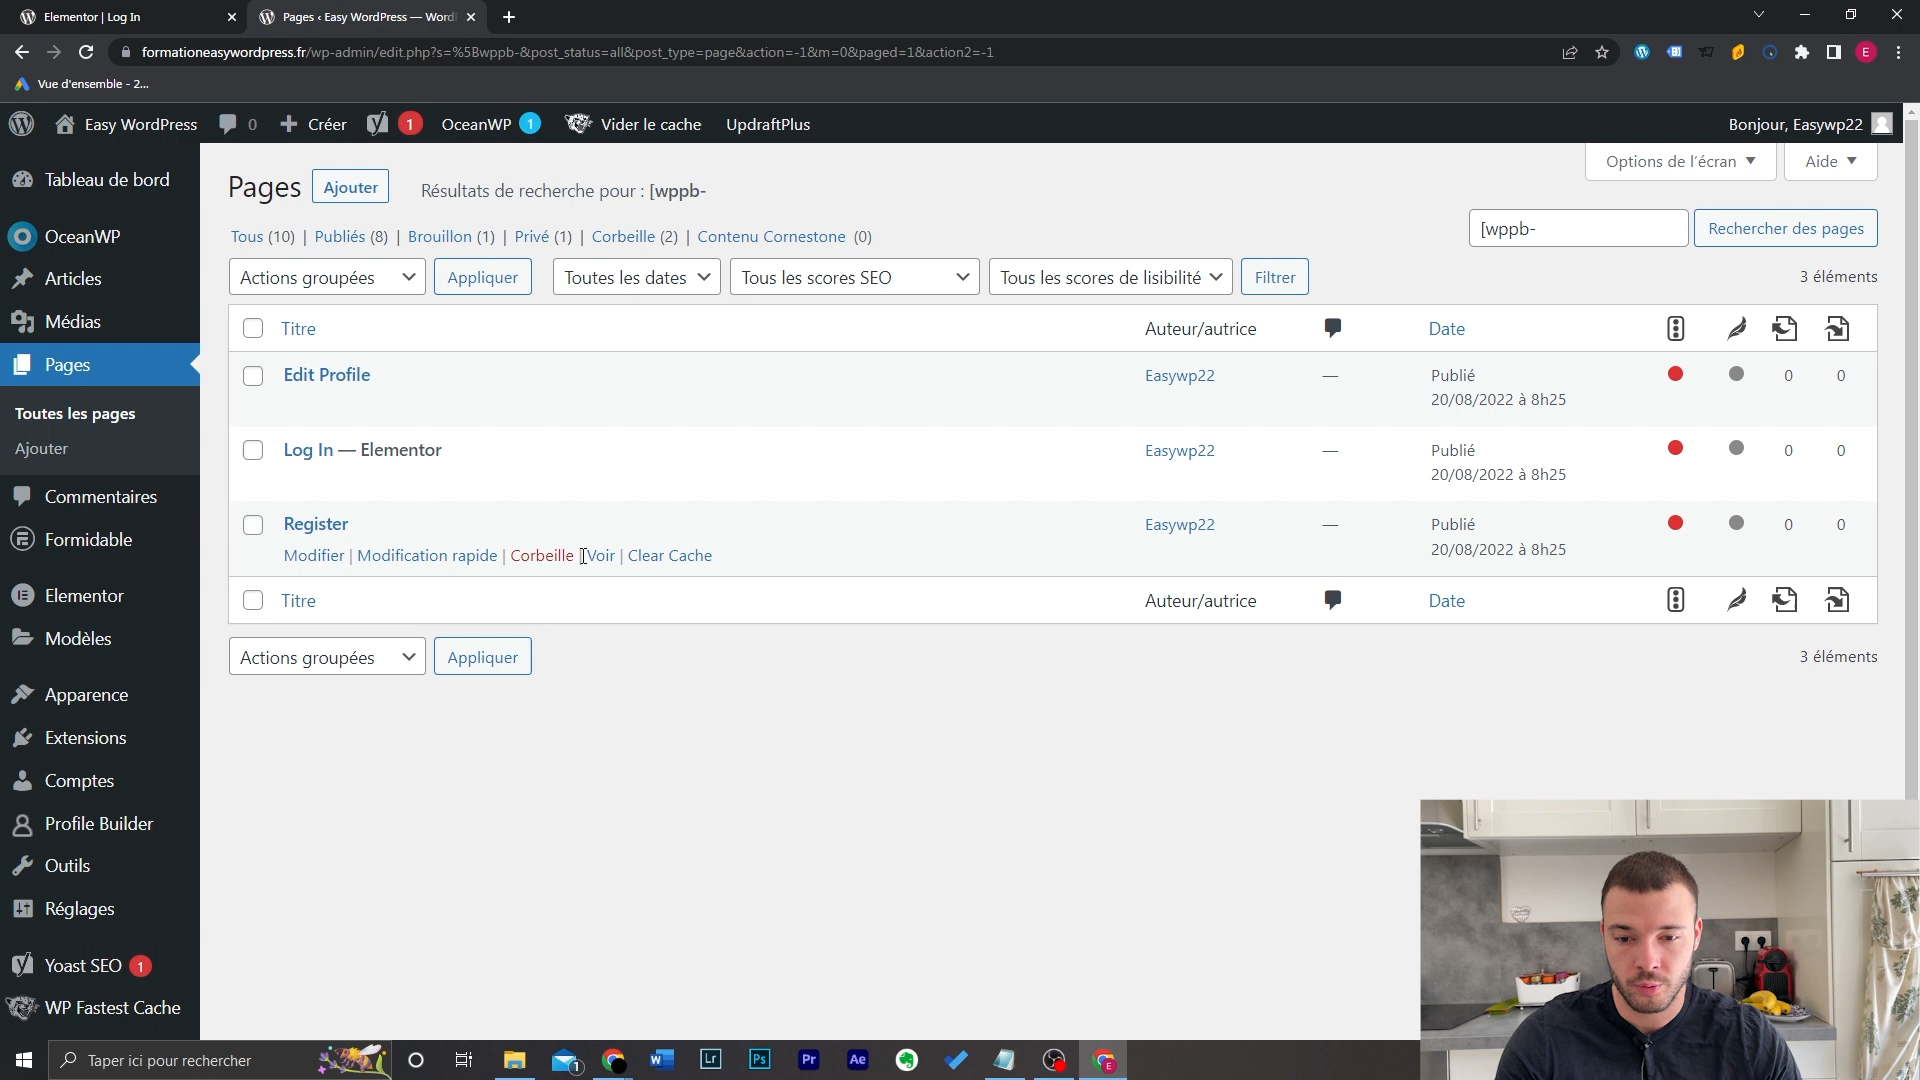 Elementor | Log In
Pages ‹ Easy WordPress — Word
formationeasywordpress.fr/wp-admin/edit.php?s=%5Bwppb-&post_status=all&post_type=page&action=-1&m=0&paged=1&action2=-1
E
Vue d'ensemble - 2...
Easy WordPress 0 Créer 1 OceanWP 1 Vider le cache UpdraftPlus
Bonjour, Easywp22
Options de l'écran Aide
Tableau de bord
OceanWP
Articles
Médias
Pages
Toutes les pages
Ajouter
Commentaires
Formidable
Elementor
Modèles
Apparence
Extensions
Comptes
Profile Builder
Outils
Réglages
Yoast SEO 1
WP Fastest Cache
Pages Ajouter Résultats de recherche pour : [wppb-
Tous (10) | Publiés (8) | Brouillon (1) | Privé (1) | Corbeille (2) | Contenu Cornestone (0)
[wppb- Rechercher des pages
Actions groupées Appliquer Toutes les dates Tous les scores SEO Tous les scores de lisibilité Filtrer
3 éléments
Titre Auteur/autrice Date
Edit Profile Easywp22 — Publié 0 0
20/08/2022 à 8h25
Log In — Elementor Easywp22 — Publié 0 0
20/08/2022 à 8h25
Register Easywp22 — Publié 0 0
Modifier | Modification rapide | Corbeille | Voir | Clear Cache 20/08/2022 à 8h25
Titre Auteur/autrice Date
Actions groupées Appliquer
3 éléments
Taper ici pour rechercher
1
Lr
Ps
Pr
Ae
E